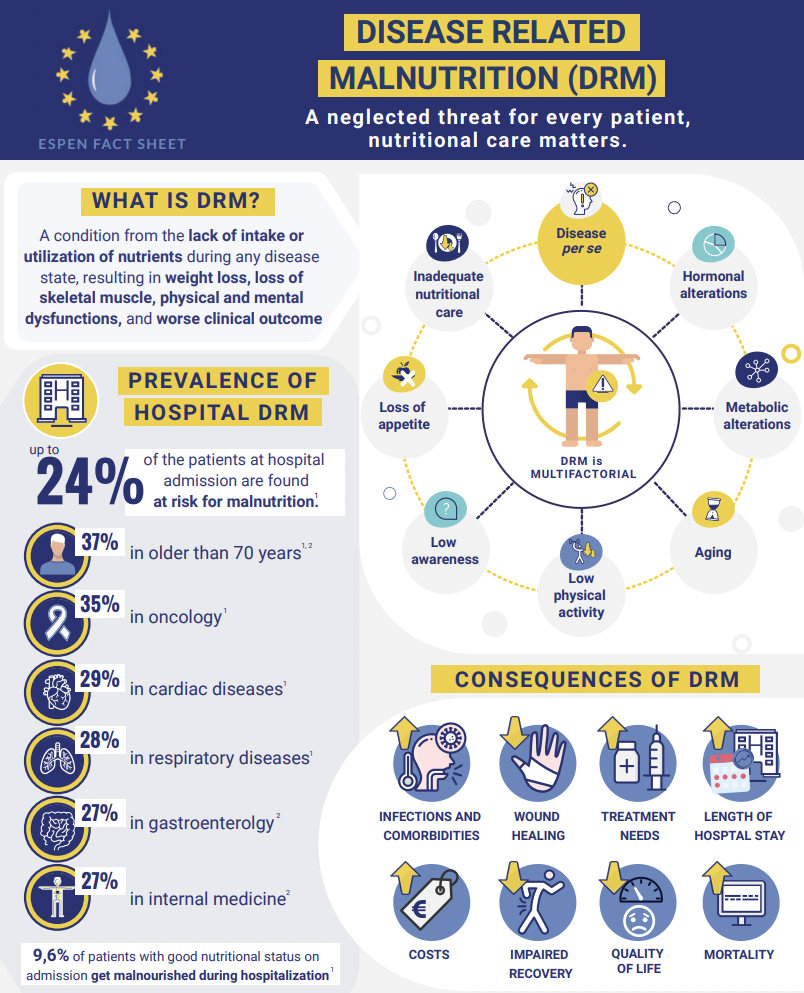 ESPEN FACT SHEET
DISEASE RELATED
MALNUTRITION (DRM)
A neglected threat for every patient,
nutritional care matters.
WHAT IS DRM?
A condition from the lack of intake or
utilization of nutrients during any disease
state, resulting in weight loss, loss of
skeletal muscle, physical and mental
dysfunctions, and worse clinical outcome
PREVALENCE OF
HOSPITAL DRM
up to
24%
of the patients at hospital
admission are found
at risk for malnutrition.¹
37%
in older than 70 years¹,²
35%
in oncology¹
29%
in cardiac diseases¹
28%
in respiratory diseases¹
27%
in gastroenterolgy²
27%
in internal medicine²
9,6% of patients with good nutritional status on
admission get malnourished during hospitalization¹
Disease
per se
Hormonal
alterations
Metabolic
alterations
Aging
Low
physical
activity
Low
awareness
?
Loss of
appetite
Inadequate
nutritional
care
DRM is
MULTIFACTORIAL
CONSEQUENCES OF DRM
INFECTIONS AND
COMORBIDITIES
WOUND
HEALING
TREATMENT
NEEDS
LENGTH OF
HOSPTAL STAY
€
COSTS
IMPAIRED
RECOVERY
QUALITY
OF LIFE
MORTALITY